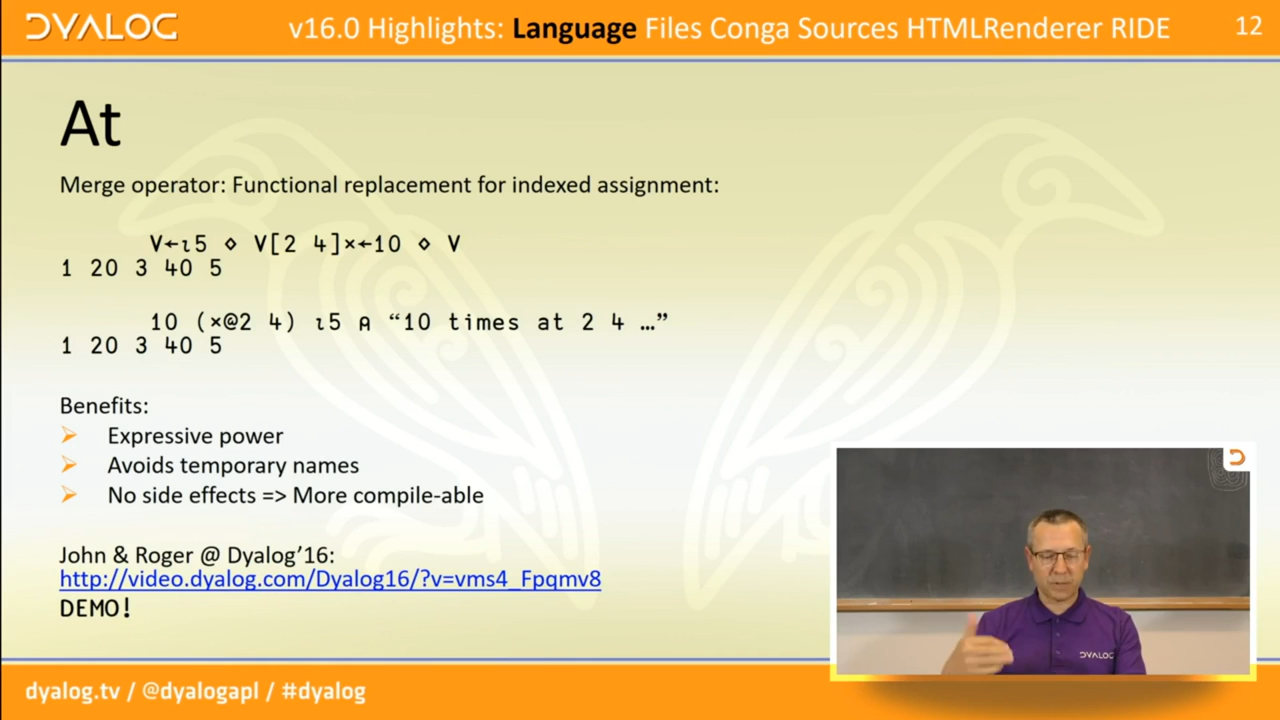 DYALOG
v16.0 Highlights: Language Files Conga Sources HTMLRenderer RIDE
12
At
Merge operator: Functional replacement for indexed assignment:
V←⍳5 ⋄ V[2 4]×←10 ⋄ V
1 20 3 40 5
10 (×@2 4) ⍳5 ⍝ “10 times at 2 4 …”
1 20 3 40 5
Benefits:
➢ Expressive power
➢ Avoids temporary names
➢ No side effects => More compile-able
John & Roger @ Dyalog’16:
http://video.dyalog.com/Dyalog16/?v=vms4_Fpqmv8
DEMO!
DYALOG
dyalog.tv / @dyalogapl / #dyalog